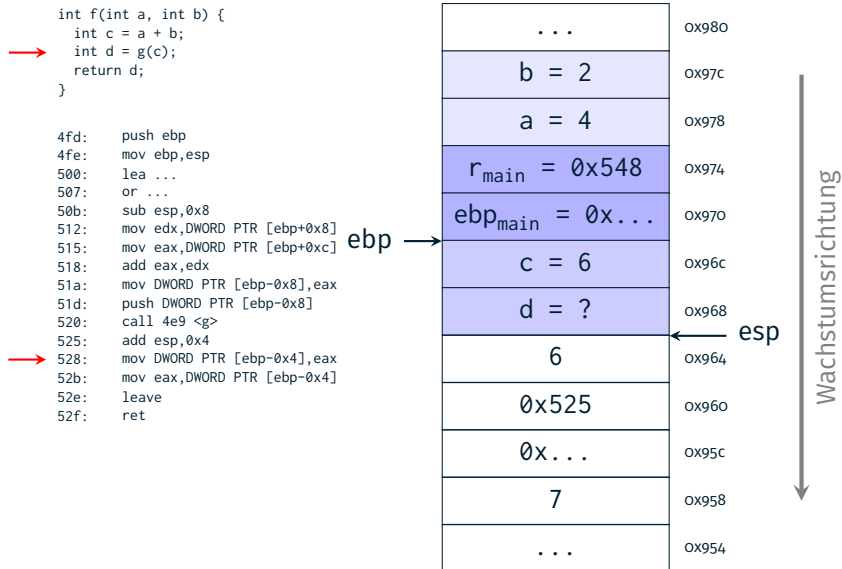 int f(int a, int b) {
int c = a + b;
int d = g(c);
return d;
}
4fd: push ebp
4fe: mov ebp,esp
500: lea ...
507: or ...
50b: sub esp,0x8
512: mov edx,DWORD PTR [ebp+0x8]
515: mov eax,DWORD PTR [ebp+0xc]
518: add eax,edx
51a: mov DWORD PTR [ebp-0x8],eax
51d: push DWORD PTR [ebp-0x8]
520: call 4e9 <g>
525: add esp,0x4
528: mov DWORD PTR [ebp-0x4],eax
52b: mov eax,DWORD PTR [ebp-0x4]
52e: leave
52f: ret
... 0x980
b = 2 0x97c
a = 4 0x978
r_main = 0x548 0x974
ebp_main = 0x... 0x970
ebp
c = 6 0x96c
d = ? 0x968
esp
6 0x964
0x525 0x960
0x... 0x95c
7 0x958
... 0x954
Wachstumsrichtung